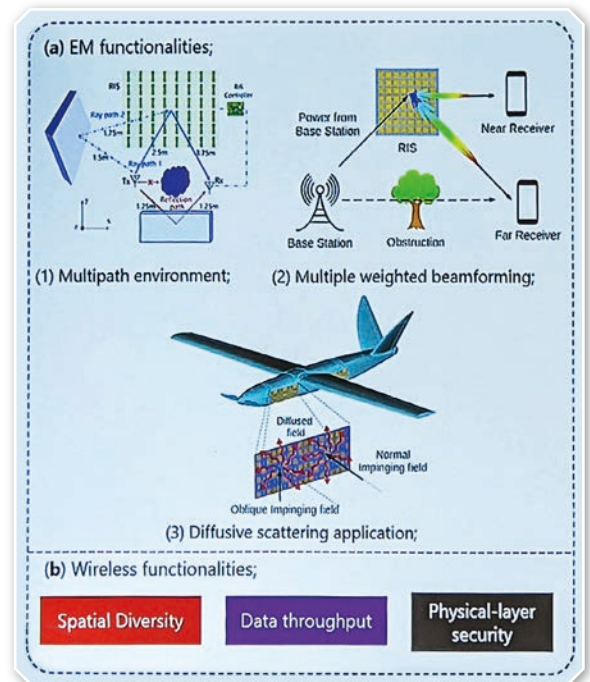 (a) EM functionalities;
RIS
RIS
Controller
Ray path 2
1.75m
1.5m
2.5m
3.75m
Ray path 1
Tx
X
Rx
Reflection
path
1.25m
1.25m
y
z
x
(1) Multipath environment;
Power from
Base Station
RIS
Near Receiver
Base Station
Obstruction
Far Receiver
(2) Multiple weighted beamforming;
Diffused
field
Normal
Impinging field
Oblique Impinging field
(3) Diffusive scattering application;
(b) Wireless functionalities;
Spatial Diversity
Data throughput
Physical-layer
security